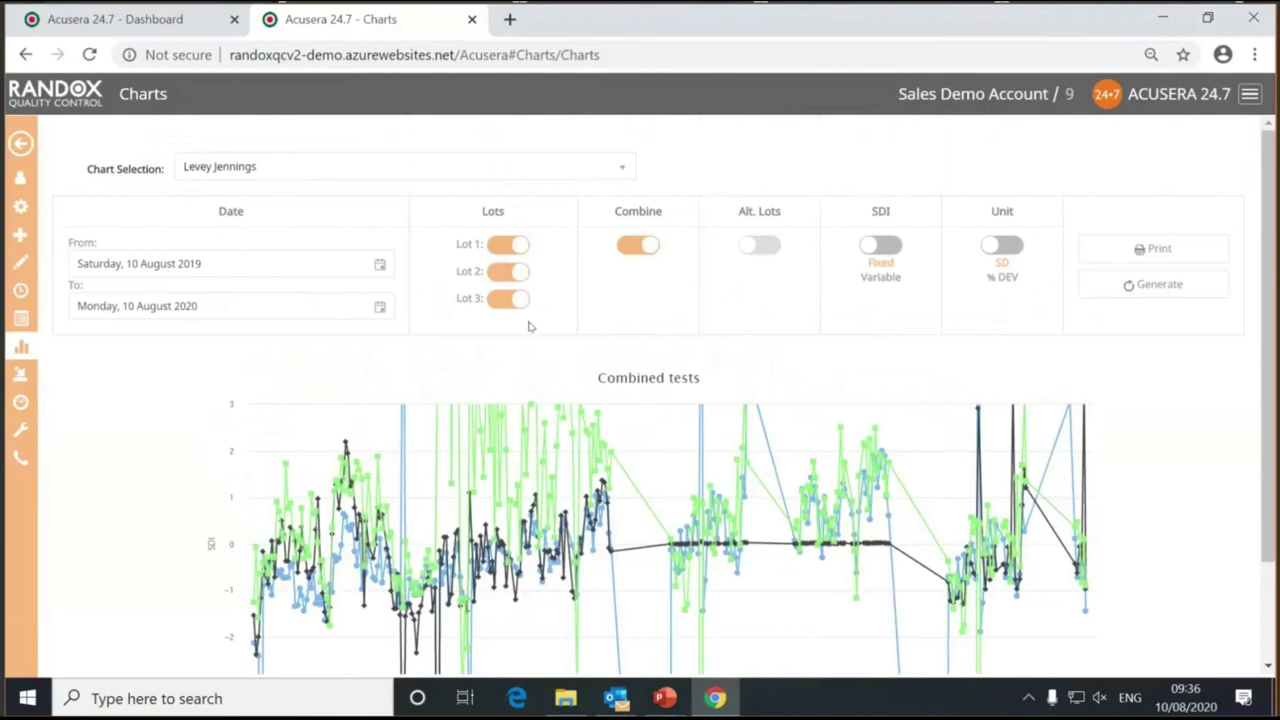 Acusera 24.7 - Dashboard
Acusera 24.7 - Charts
Not secure
randoxqcv2-demo.azurewebsites.net/Acusera#Charts/Charts
RANDOX
QUALITY CONTROL
Charts
Sales Demo Account / 9
24•7
ACUSERA 24.7
Chart Selection:
Levey Jennings
Date
Lots
Combine
Alt. Lots
SDI
Unit
From:
Saturday, 10 August 2019
To:
Monday, 10 August 2020
Lot 1:
Lot 2:
Lot 3:
Fixed
Variable
SD
% DEV
Print
Generate
Combined tests
3
2
1
0
−1
−2
SDI
Type here to search
ENG
09:36
10/08/2020